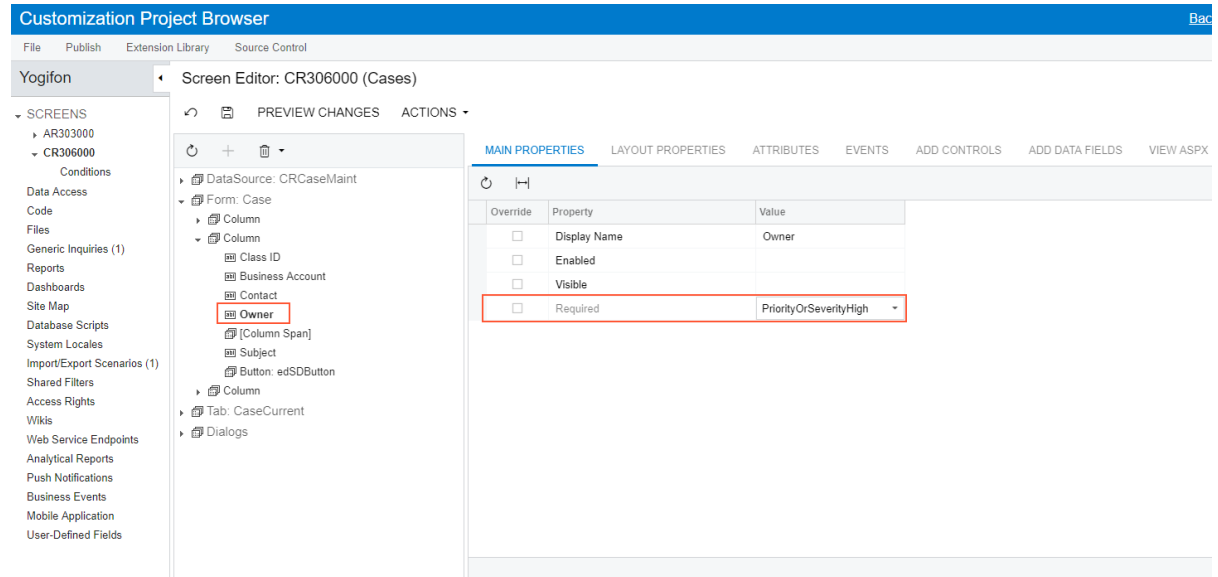 Customization Project Browser
Bac
File Publish Extension Library Source Control
Yogifon
Screen Editor: CR306000 (Cases)
SCREENS
AR303000
CR306000
Conditions
Data Access
Code
Files
Generic Inquiries (1)
Reports
Dashboards
Site Map
Database Scripts
System Locales
Import/Export Scenarios (1)
Shared Filters
Access Rights
Wikis
Web Service Endpoints
Analytical Reports
Push Notifications
Business Events
Mobile Application
User-Defined Fields
PREVIEW CHANGES ACTIONS
DataSource: CRCaseMaint
Form: Case
Column
Column
Class ID
Business Account
Contact
Owner
[Column Span]
Subject
Button: edSDButton
Column
Tab: CaseCurrent
Dialogs
MAIN PROPERTIES LAYOUT PROPERTIES ATTRIBUTES EVENTS ADD CONTROLS ADD DATA FIELDS VIEW ASPX
Override Property Value
Display Name Owner
Enabled
Visible
Required PriorityOrSeverityHigh